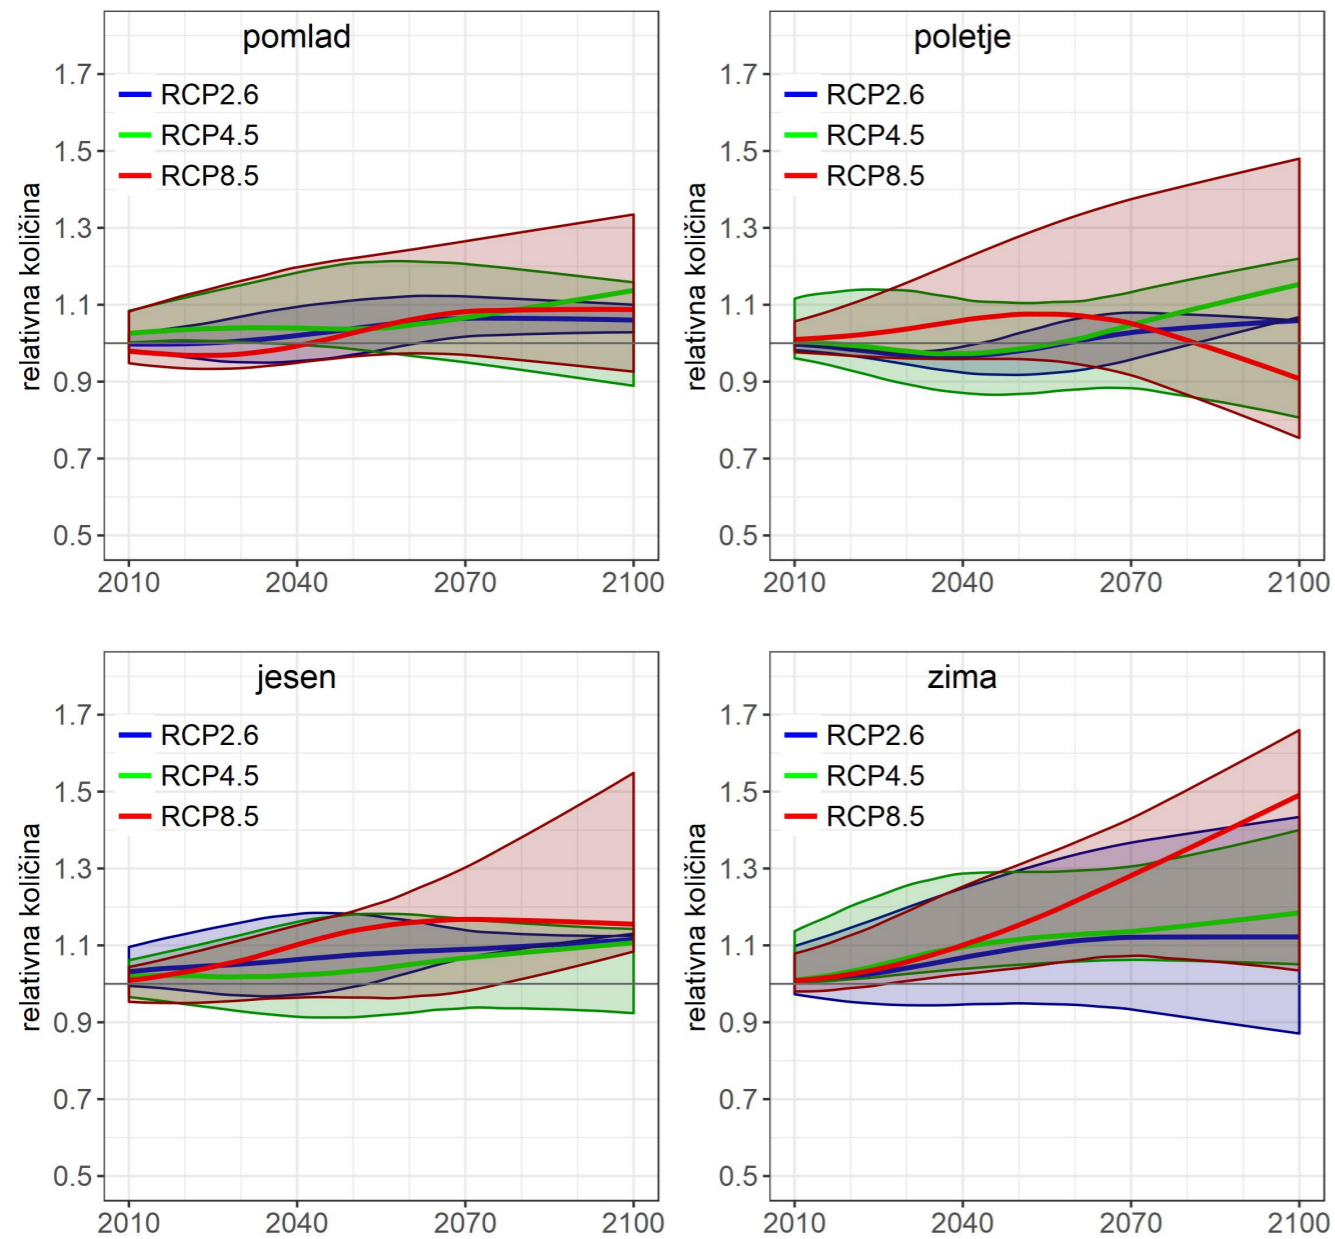 pomlad
relativna količina
1.7
1.5
1.3
1.1
0.9
0.7
0.5
RCP2.6
RCP4.5
RCP8.5
2010 2040 2070 2100
poletje
relativna količina
1.7
1.5
1.3
1.1
0.9
0.7
0.5
RCP2.6
RCP4.5
RCP8.5
2010 2040 2070 2100
jesen
relativna količina
1.7
1.5
1.3
1.1
0.9
0.7
0.5
RCP2.6
RCP4.5
RCP8.5
2010 2040 2070 2100
zima
relativna količina
1.7
1.5
1.3
1.1
0.9
0.7
0.5
RCP2.6
RCP4.5
RCP8.5
2010 2040 2070 2100